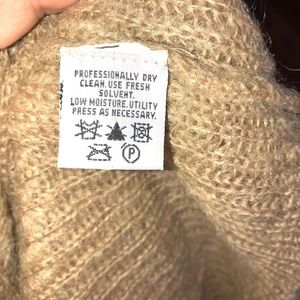 PROFESSIONALLY DRY
CLEAN. USE FRESH
SOLVENT.
LOW MOISTURE. UTILITY
PRESS AS NECESSARY.
P